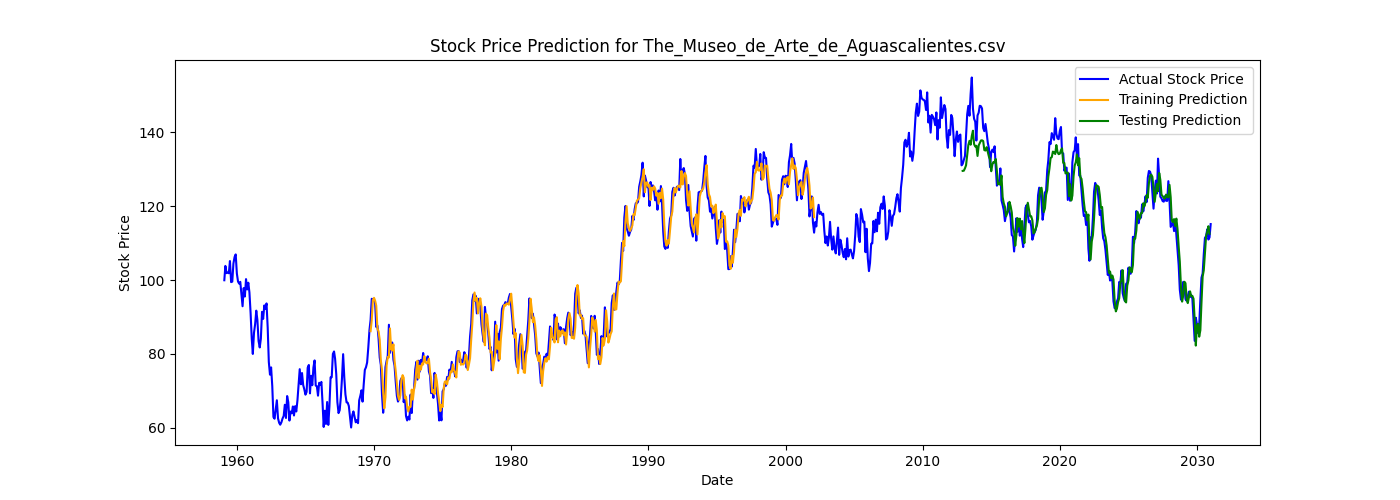 Stock Price Prediction for The_Museo_de_Arte_de_Aguascalientes.csv
Actual Stock Price
Training Prediction
Testing Prediction
Stock Price
140
120
100
80
60
1960 1970 1980 1990 2000 2010 2020 2030
Date